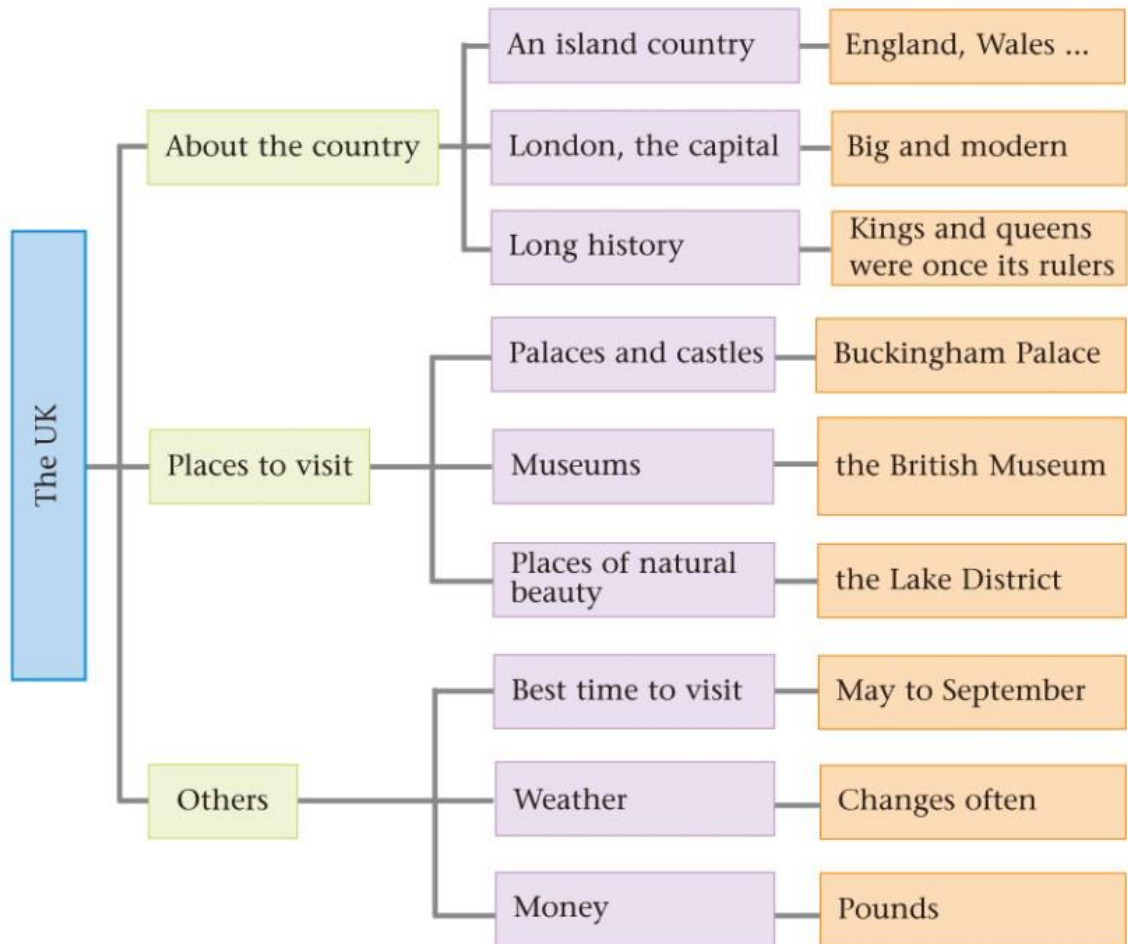 The UK
About the country
An island country
England, Wales ...
London, the capital
Big and modern
Long history
Kings and queens
were once its rulers
Places to visit
Palaces and castles
Buckingham Palace
Museums
the British Museum
Places of natural
beauty
the Lake District
Others
Best time to visit
May to September
Weather
Changes often
Money
Pounds